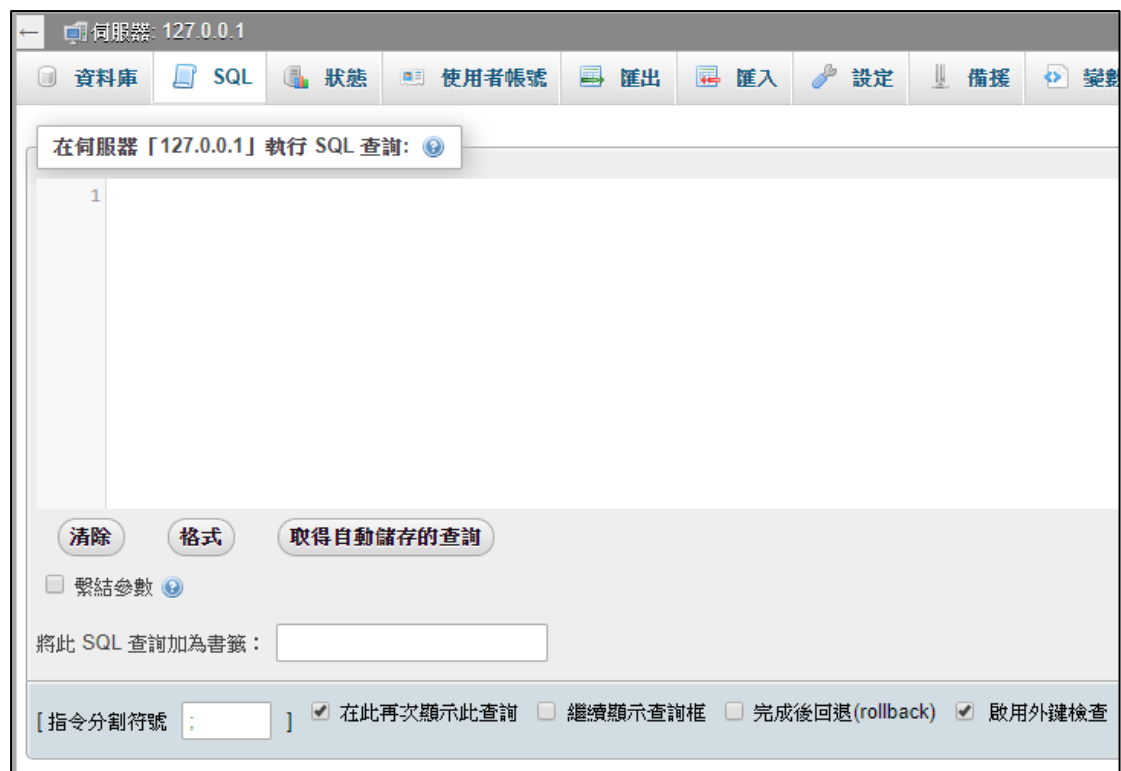 ← 伺服器: 127.0.0.1
資料庫 SQL 狀態 使用者帳號 匯出 匯入 設定 備援 變數
在伺服器「127.0.0.1」執行 SQL 查詢:
1
清除 格式 取得自動儲存的查詢
繫結參數
將此 SQL 查詢加為書籤：
[ 指令分割符號 ; ] 在此再次顯示此查詢 繼續顯示查詢框 完成後回退(rollback) 啟用外鍵檢查